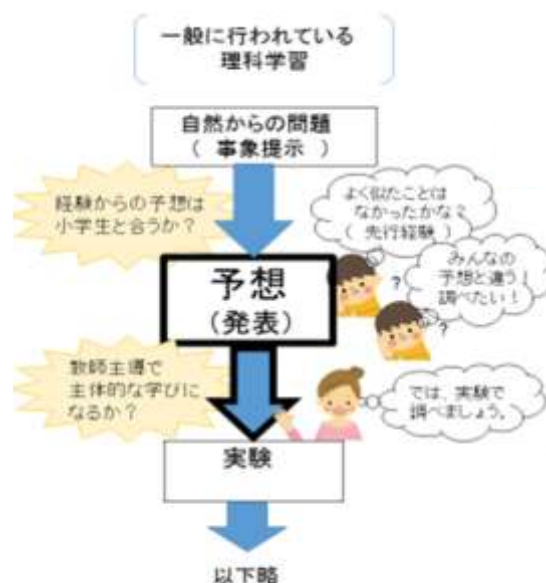 一般に行われている
理科学習
自然からの問題
( 事象提示 )
経験からの予想は
小学生と合うか?
よく似たことは
なかったかな?
( 先行経験 )
みんなの
予想と違う!
調べたい!
予想
(発表)
?
?
教師主導で
主体的な学びに
なるか?
では、実験で
調べましょう。
実験
以下略